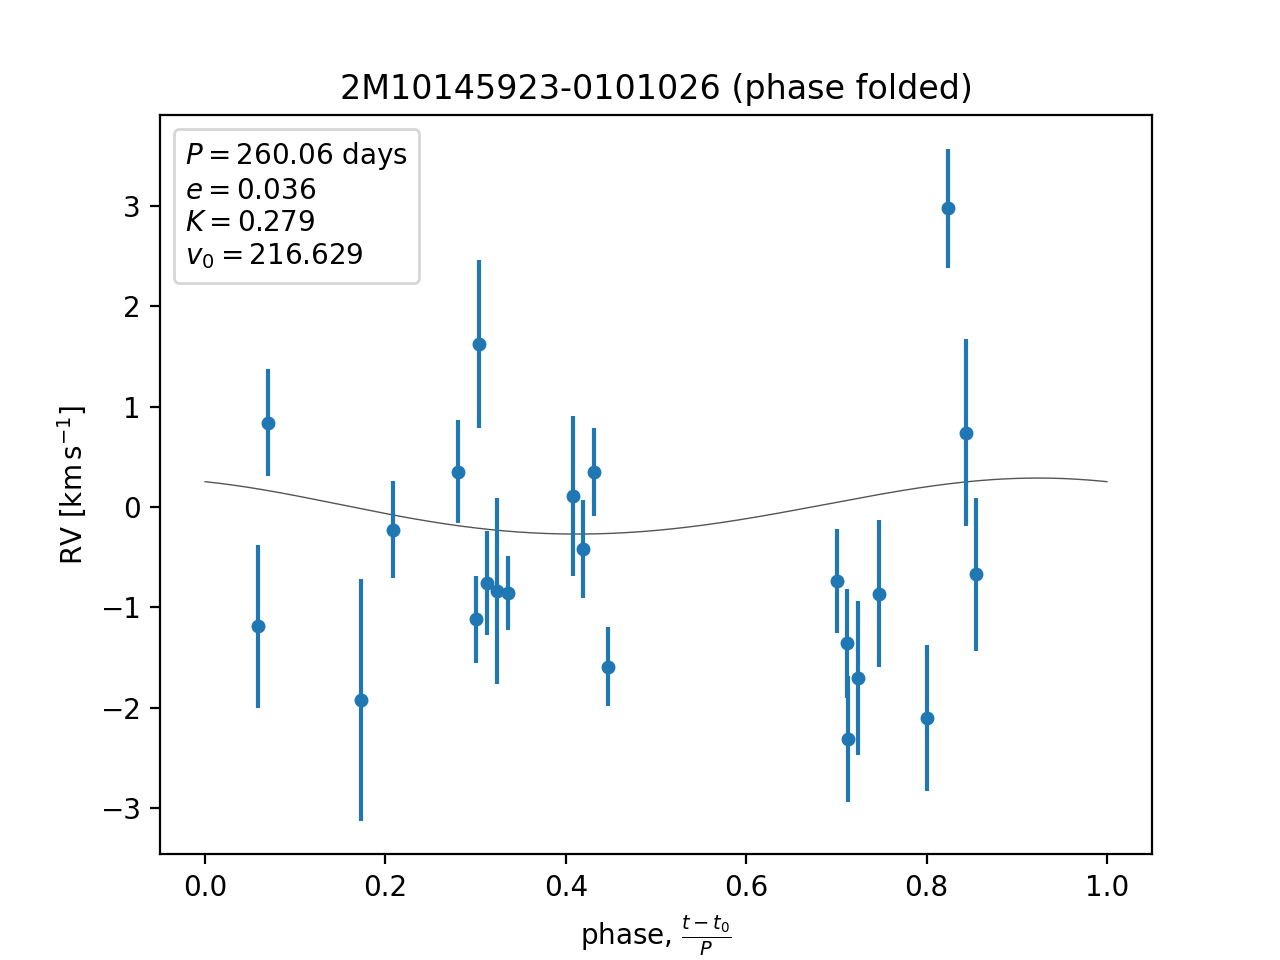 2M10145923-0101026 (phase folded)
P = 260.06 days
e = 0.036
K = 0.279
v₀ = 216.629
3
2
1
0
−1
−2
−3
RV [km s⁻¹]
0.0 0.2 0.4 0.6 0.8 1.0
phase, (t − t₀)/P